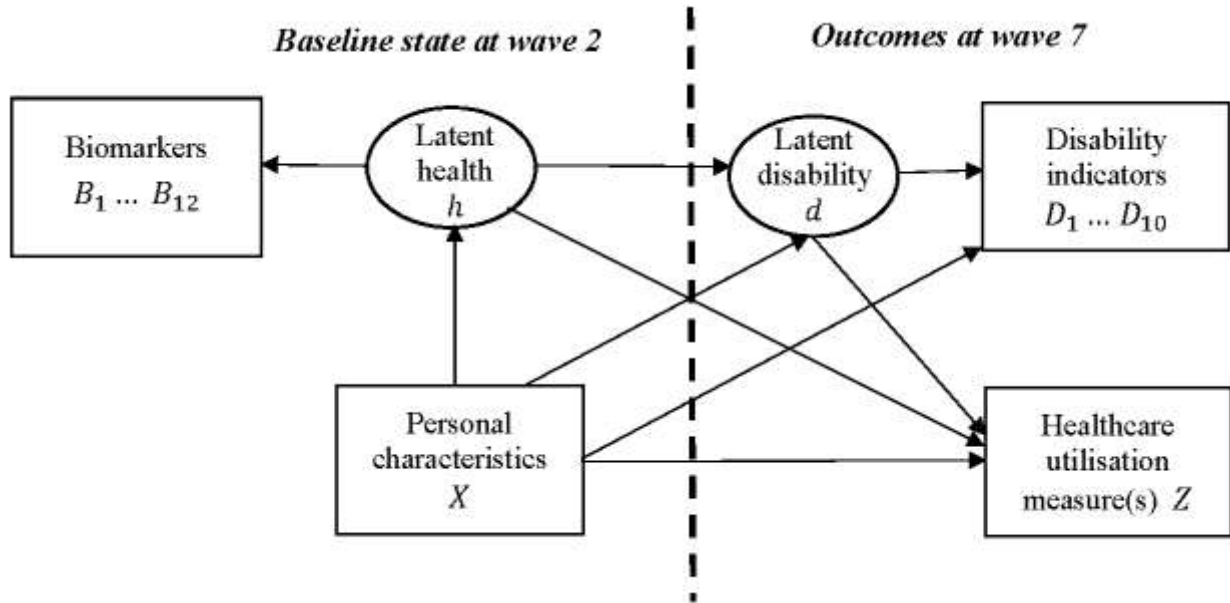 Baseline state at wave 2
Outcomes at wave 7
Biomarkers
B₁ ... B₁₂
Latent
health
h
Latent
disability
d
Disability
indicators
D₁ ... D₁₀
Personal
characteristics
X
Healthcare
utilisation
measure(s) Z